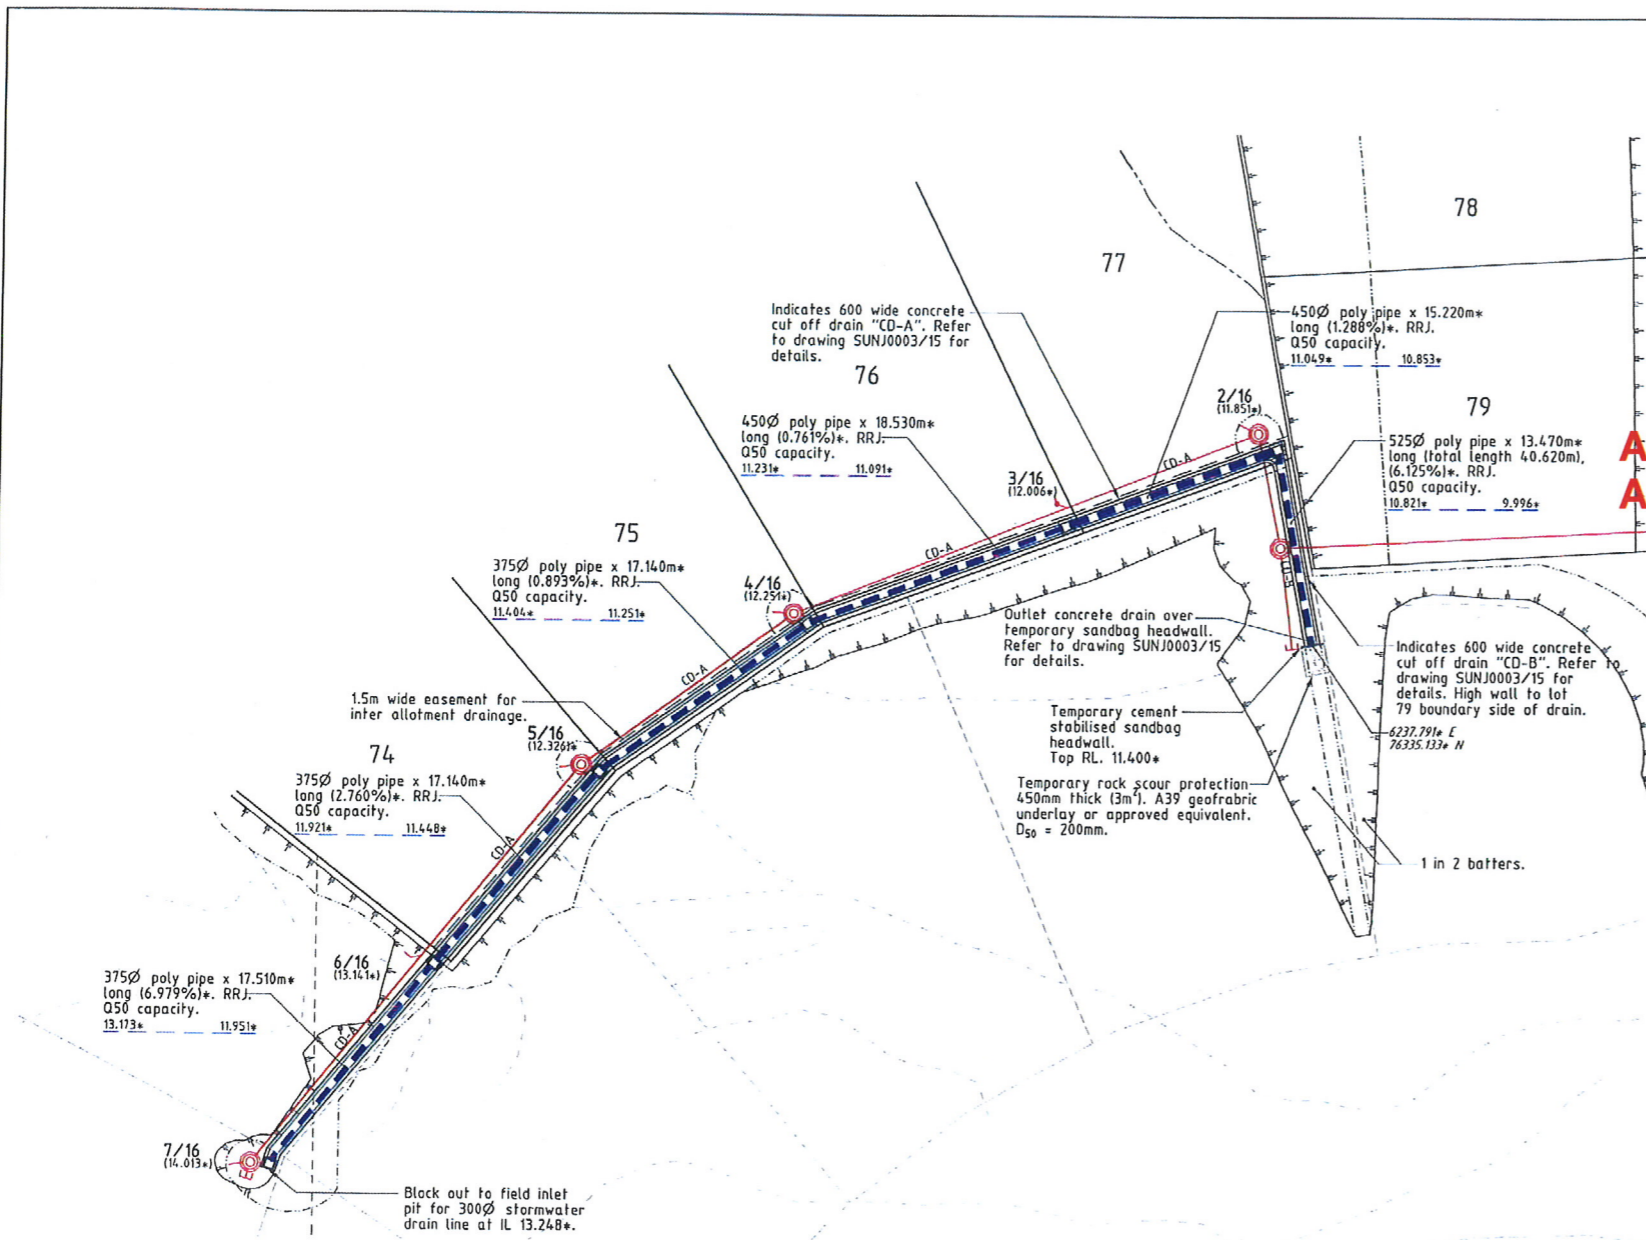 78
77
Indicates 600 wide concrete
cut off drain "CD-A". Refer
to drawing SUNJ0003/15 for
details.
450Ø poly pipe x 15.220m*
long (1.288%)*. RRJ.
Q50 capacity.
11.049* 10.853*
76
2/16
(11.851*)
79
450Ø poly pipe x 18.530m*
long (0.761%)*. RRJ.
Q50 capacity.
11.231* 11.091*
525Ø poly pipe x 13.470m*
long (total length 40.620m),
(6.125%)*. RRJ.
Q50 capacity.
10.821* 9.996*
A
A
CD-A
3/16
(12.006*)
75
CD-A
375Ø poly pipe x 17.140m*
long (0.893%)*. RRJ.
Q50 capacity.
11.404* 11.251*
4/16
(12.251*)
Outlet concrete drain over
temporary sandbag headwall.
Refer to drawing SUNJ0003/15
for details.
Indicates 600 wide concrete
cut off drain "CD-B". Refer to
drawing SUNJ0003/15 for
details. High wall to lot
79 boundary side of drain.
CD-A
1.5m wide easement for
inter allotment drainage.
5/16
(12.326)*
Temporary cement
stabilised sandbag
headwall.
Top RL. 11.400*
6237.791* E
76335.133* N
74
375Ø poly pipe x 17.140m*
long (2.760%)*. RRJ.
Q50 capacity.
11.921* 11.448*
Temporary rock scour protection
450mm thick (3m³). A39 geofrabric
underlay or approved equivalent.
D50 = 200mm.
CD-A
1 in 2 batters.
6/16
(13.141*)
375Ø poly pipe x 17.510m*
long (6.979%)*. RRJ.
Q50 capacity.
13.173* 11.951*
CD-A
7/16
(14.013*)
Block out to field inlet
pit for 300Ø stormwater
drain line at IL 13.248*.